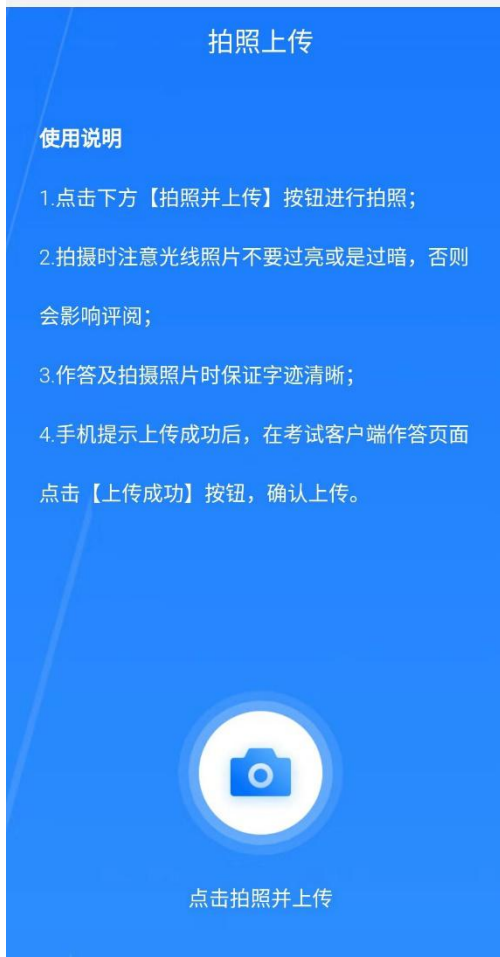 拍照上传
使用说明
1.点击下方【拍照并上传】按钮进行拍照；
2.拍摄时注意光线照片不要过亮或是过暗，否则
会影响评阅；
3.作答及拍摄照片时保证字迹清晰；
4.手机提示上传成功后，在考试客户端作答页面
点击【上传成功】按钮，确认上传。
点击拍照并上传